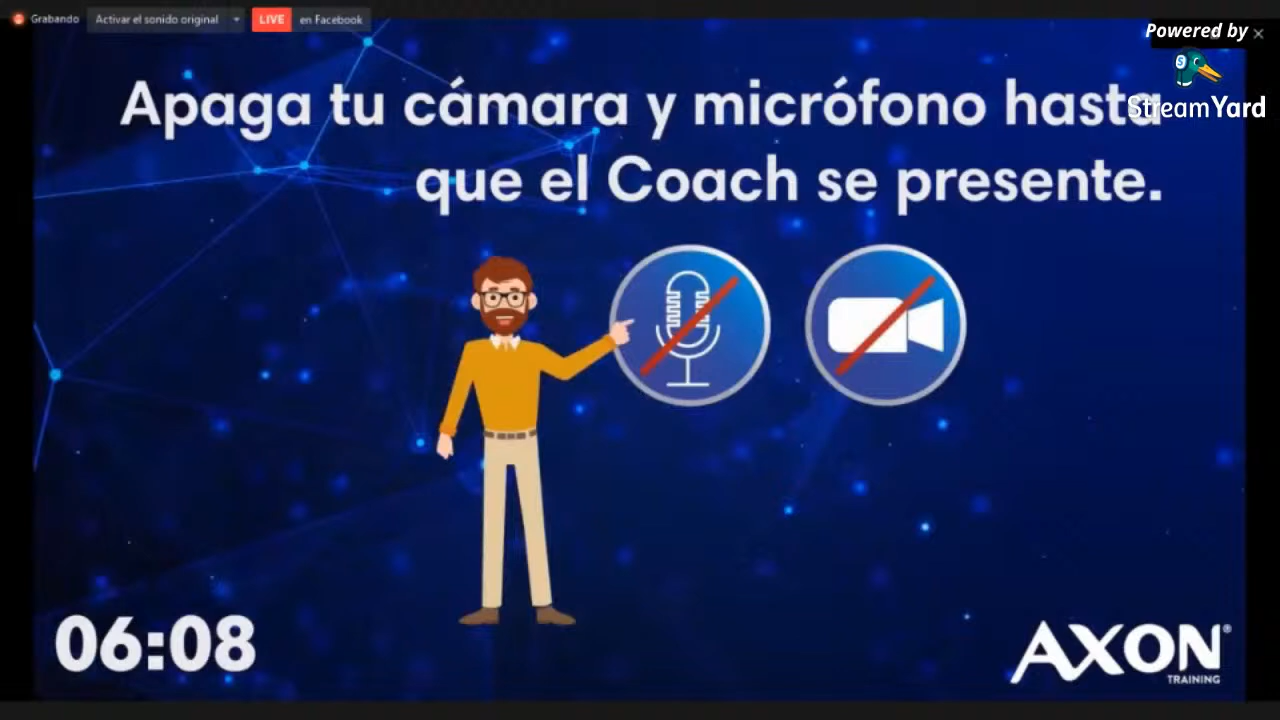 Grabando
Activar el sonido original
LIVE en Facebook
Powered by
StreamYard
Apaga tu cámara y micrófono hasta
que el Coach se presente.
06:08
AXON®
TRAINING